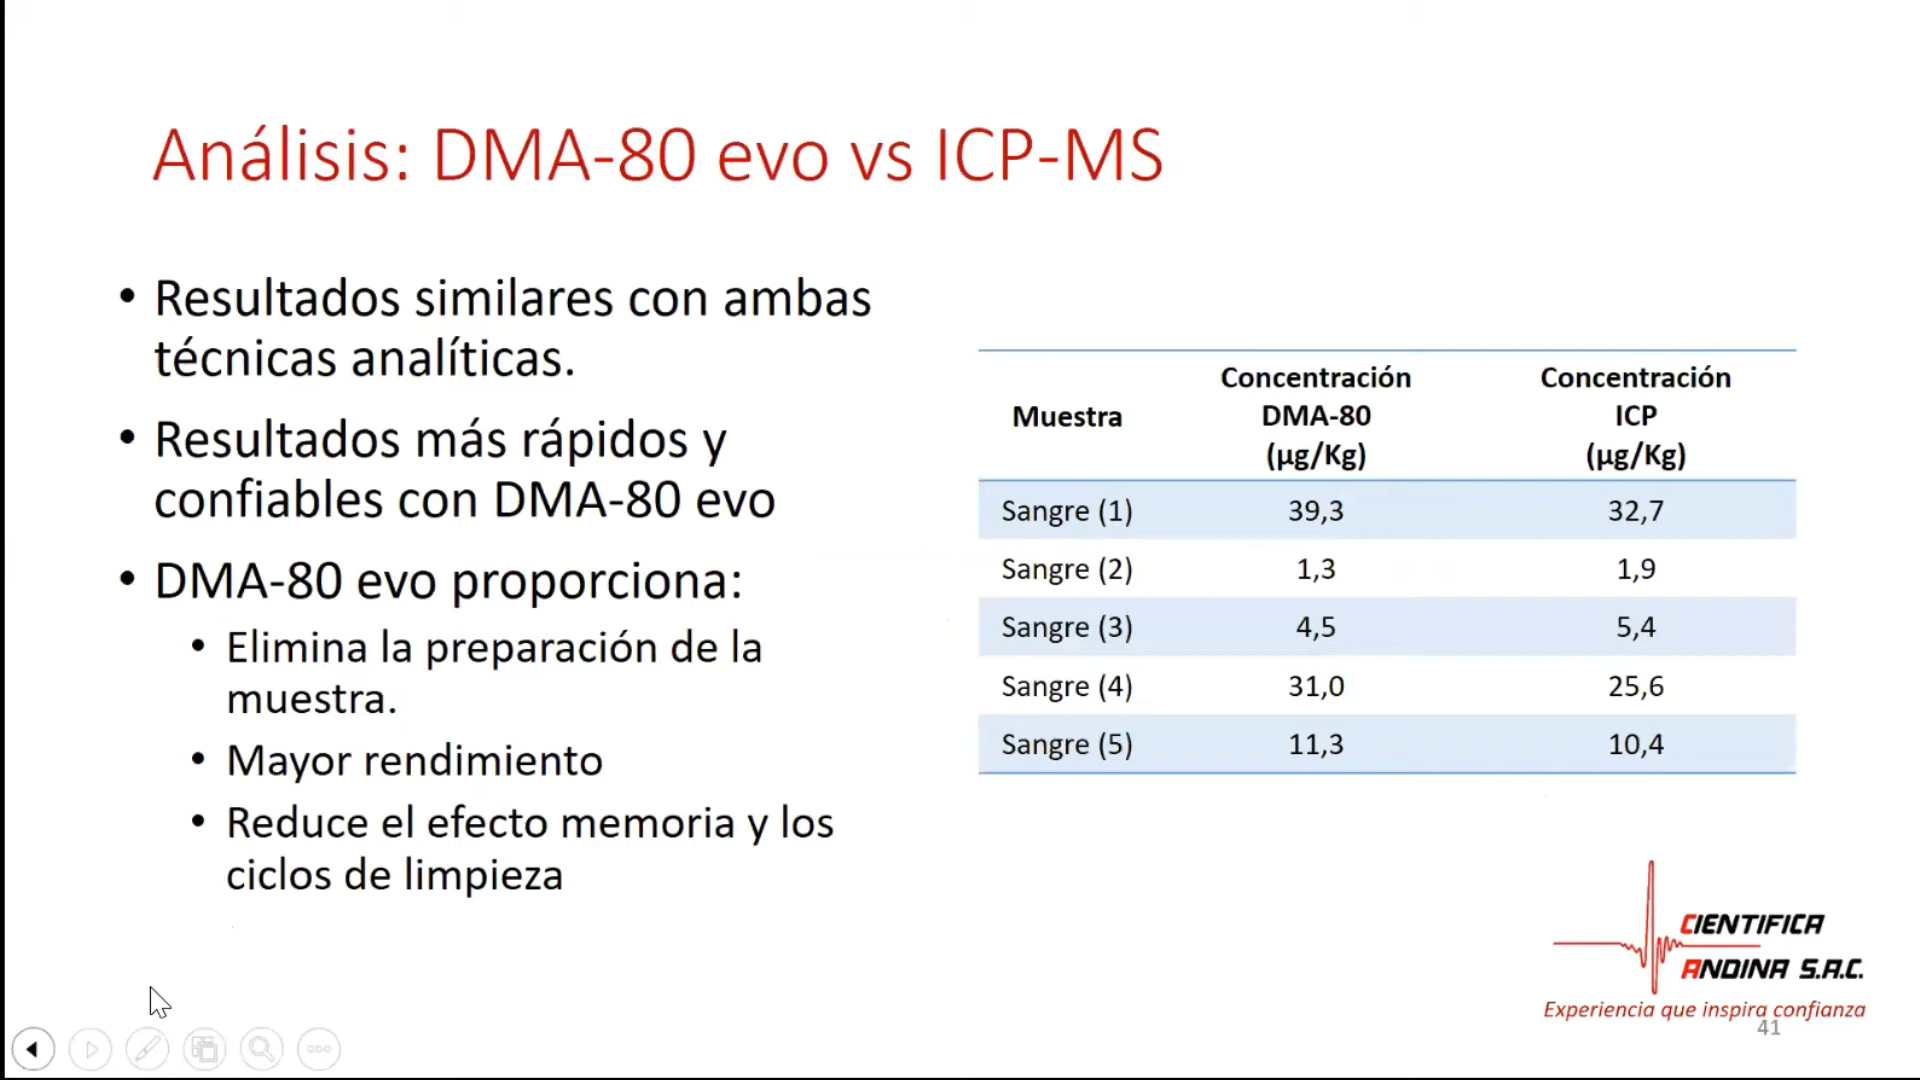 Análisis: DMA-80 evo vs ICP-MS
• Resultados similares con ambas
técnicas analíticas.
• Resultados más rápidos y
confiables con DMA-80 evo
• DMA-80 evo proporciona:
• Elimina la preparación de la
muestra.
• Mayor rendimiento
• Reduce el efecto memoria y los
ciclos de limpieza
Muestra Concentración DMA-80 (µg/Kg) Concentración ICP (µg/Kg)
Sangre (1) 39,3 32,7
Sangre (2) 1,3 1,9
Sangre (3) 4,5 5,4
Sangre (4) 31,0 25,6
Sangre (5) 11,3 10,4
CIENTIFICA
ANDINA S.A.C.
Experiencia que inspira confianza
41